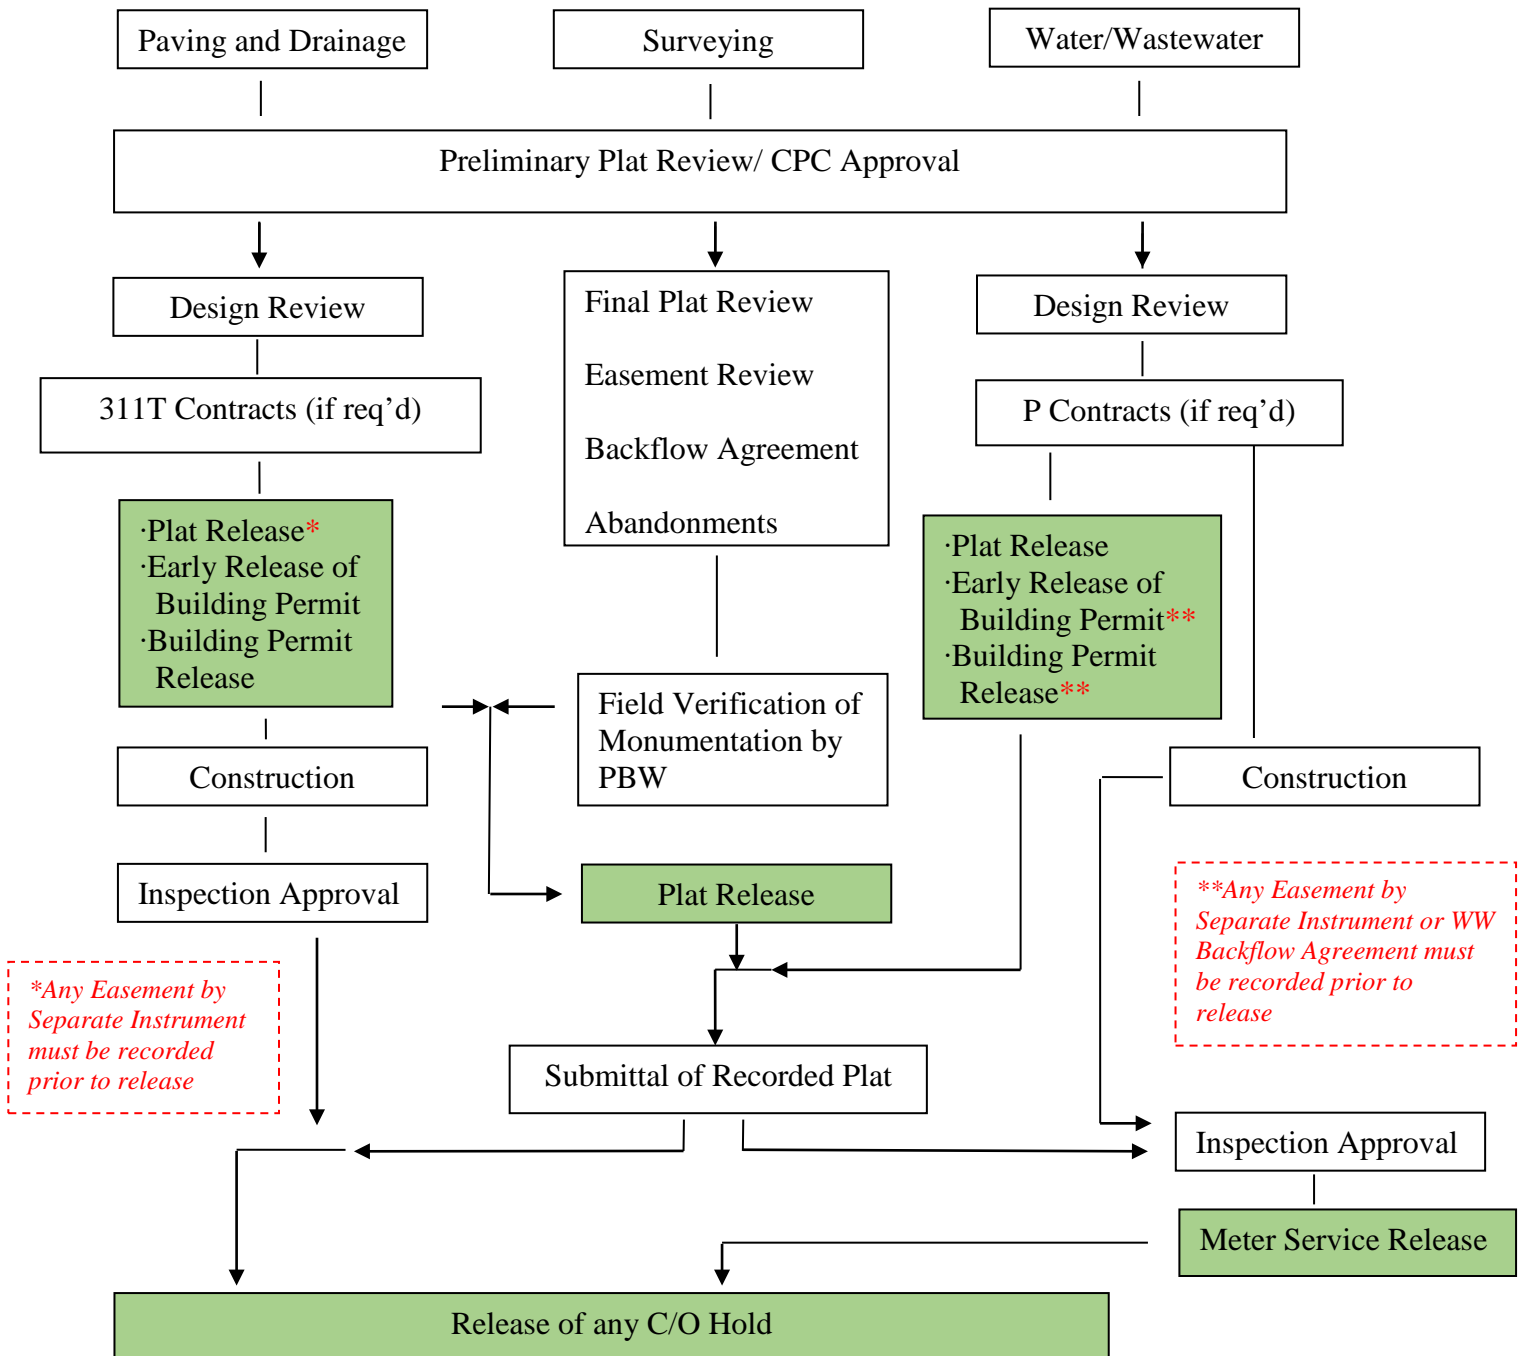 Paving and Drainage
Surveying
Water/Wastewater
Preliminary Plat Review/ CPC Approval
Design Review
Final Plat Review
Easement Review
Backflow Agreement
Abandonments
Design Review
311T Contracts (if req’d)
P Contracts (if req’d)
·Plat Release*
·Early Release of
Building Permit
·Building Permit
Release
·Plat Release
·Early Release of
Building Permit**
·Building Permit
Release**
Field Verification of
Monumentation by
PBW
Construction
Construction
Inspection Approval
Plat Release
**Any Easement by
Separate Instrument or WW
Backflow Agreement must
be recorded prior to
release
*Any Easement by
Separate Instrument
must be recorded
prior to release
Submittal of Recorded Plat
Inspection Approval
Meter Service Release
Release of any C/O Hold